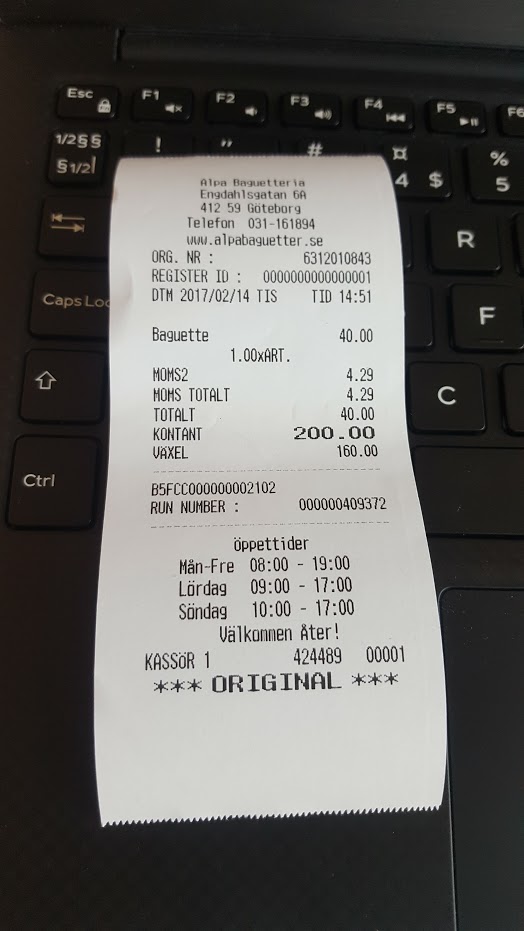 Esc
F1
F2
F3
F4
F5
F6
1/2 § §
§ 1/2
!
"
#
¤
4 $
%
5
R
Caps Loc
F
C
Ctrl
Alpa Baguetteria
Engdahlsgatan 6A
412 59 Göteborg
Telefon 031-161894
www.alpabaguetter.se
ORG. NR : 6312010843
REGISTER ID : 0000000000000001
DTM 2017/02/14 TIS TID 14:51
Baguette 40.00
1.00xART.
MOMS2 4.29
MOMS TOTALT 4.29
TOTALT 40.00
KONTANT 200.00
VÄXEL 160.00
B5FCC000000002102
RUN NUMBER : 000000409372
öppettider
Mån-Fre 08:00 - 19:00
Lördag 09:00 - 17:00
Söndag 10:00 - 17:00
Välkommen Åter!
KASSöR 1 424489 00001
*** ORIGINAL ***